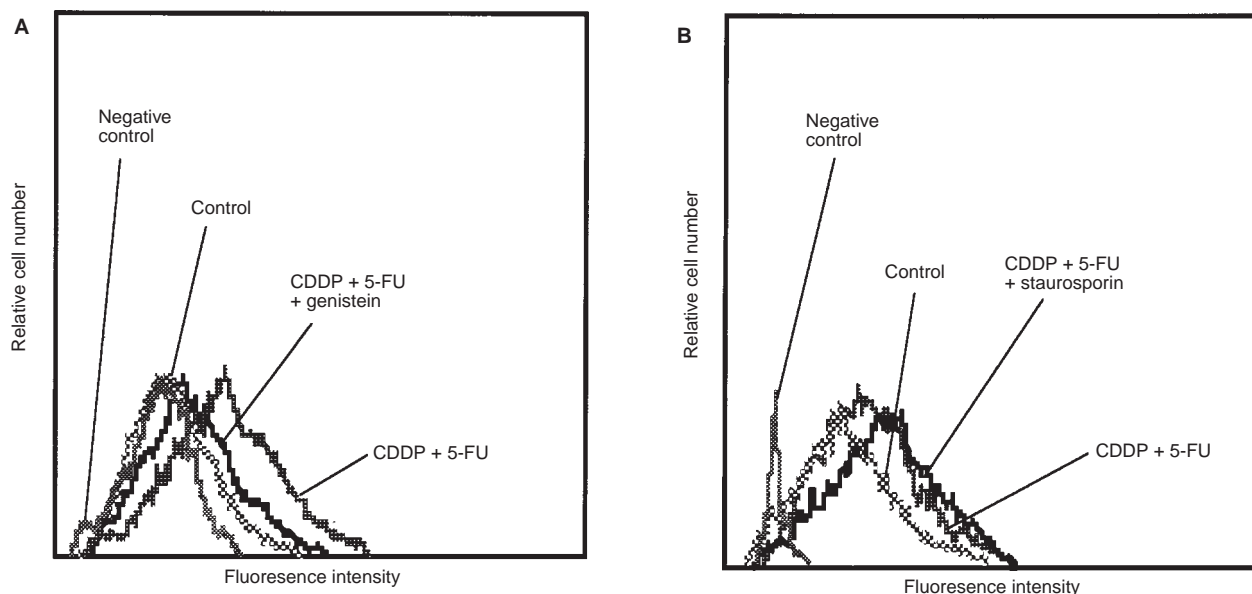 A
Negative
control
Control
CDDP + 5-FU
+ genistein
CDDP + 5-FU
Relative cell number
Fluoresence intensity
B
Negative
control
Control
CDDP + 5-FU
+ staurosporin
CDDP + 5-FU
Relative cell number
Fluoresence intensity